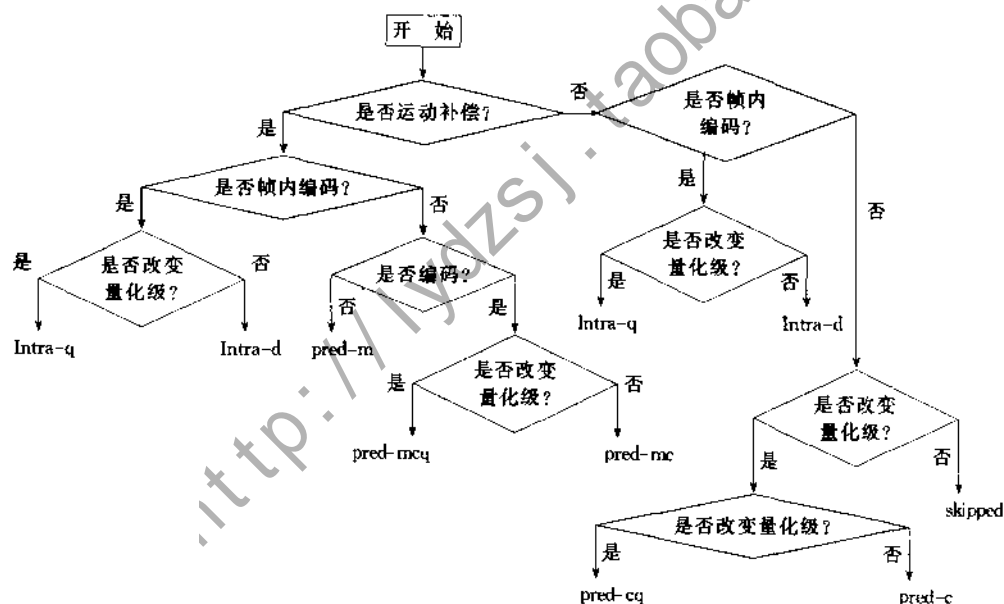 开 始
是否运动补偿?
否
是否帧内
编码?
是
是否帧内编码?
是
否
是
否
是否改变
量化级?
是
否
是否编码?
是否改变
量化级?
是
否
否
是
Intra-q
Intra-d
pred-m
Intra-q
Intra-d
是否改变
量化级?
是
否
是否改变
量化级?
是
否
pred-mcq
pred-mc
skipped
是否改变量化级?
是
否
pred-cq
pred-c
http://lydzsj.taoba